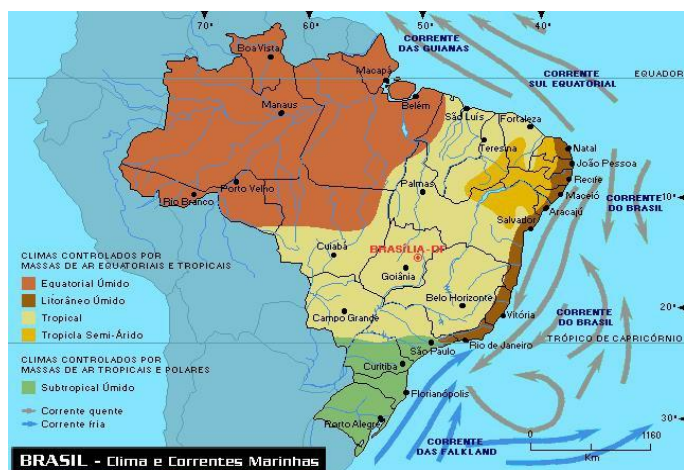 70°
60°
50°
40°
CORRENTE
DAS GUIANAS
CORRENTE
SUL EQUATORIAL
EQUADOR
Boa Vista
Macapá
Belém
Manaus
São Luís
Fortaleza
Teresina
Natal
João Pessoa
Recife
Maceió
Aracajú
Porto Velho
Rio Branco
Palmas
Salvador
10°
CORRENTE
DO BRASIL
Cuiabá
BRASÍLIA-DF
Goiânia
Belo Horizonte
Campo Grande
Vitória
20°
CORRENTE
DO BRASIL
TRÓPICO DE CAPRICÓRNIO
São Paulo
Rio de Janeiro
Curitiba
Florianópolis
Porto Alegre
30°
CORRENTE
DAS FALKLAND
0
1160
Km
CLIMAS CONTROLADOS POR
MASSAS DE AR EQUATORIAIS E TROPICAIS
Equatorial Úmido
Litorâneo Úmido
Tropical
Tropicla Semi-Árido
CLIMAS CONTROLADOS POR
MASSAS DE AR TROPICAIS E POLARES
Subtropical Úmido
Corrente quente
Corrente fria
BRASIL - Clima e Correntes Marinhas